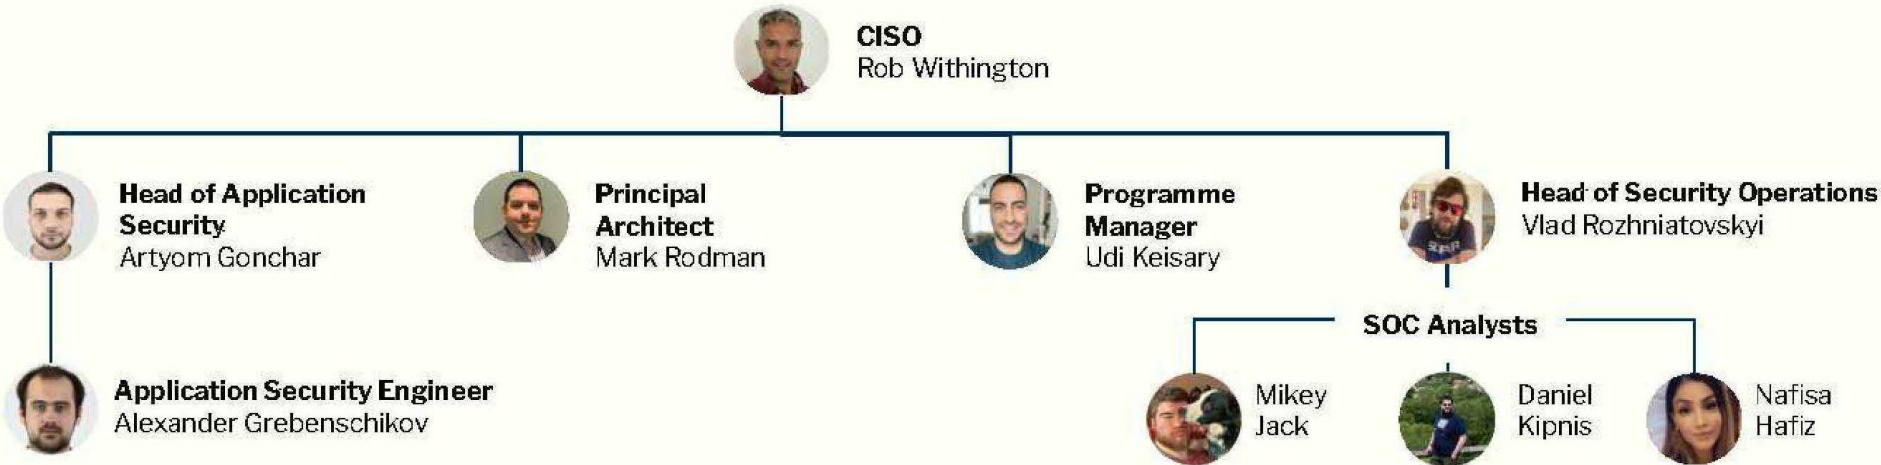 CISO
Rob Withington
Head of Application
Security
Artyom Gonchar
Principal
Architect
Mark Rodman
Programme
Manager
Udi Keisary
Head of Security Operations
Vlad Rozhniatovskyi
Application Security Engineer
Alexander Grebenschikov
SOC Analysts
Mikey
Jack
Daniel
Kipnis
Nafisa
Hafiz